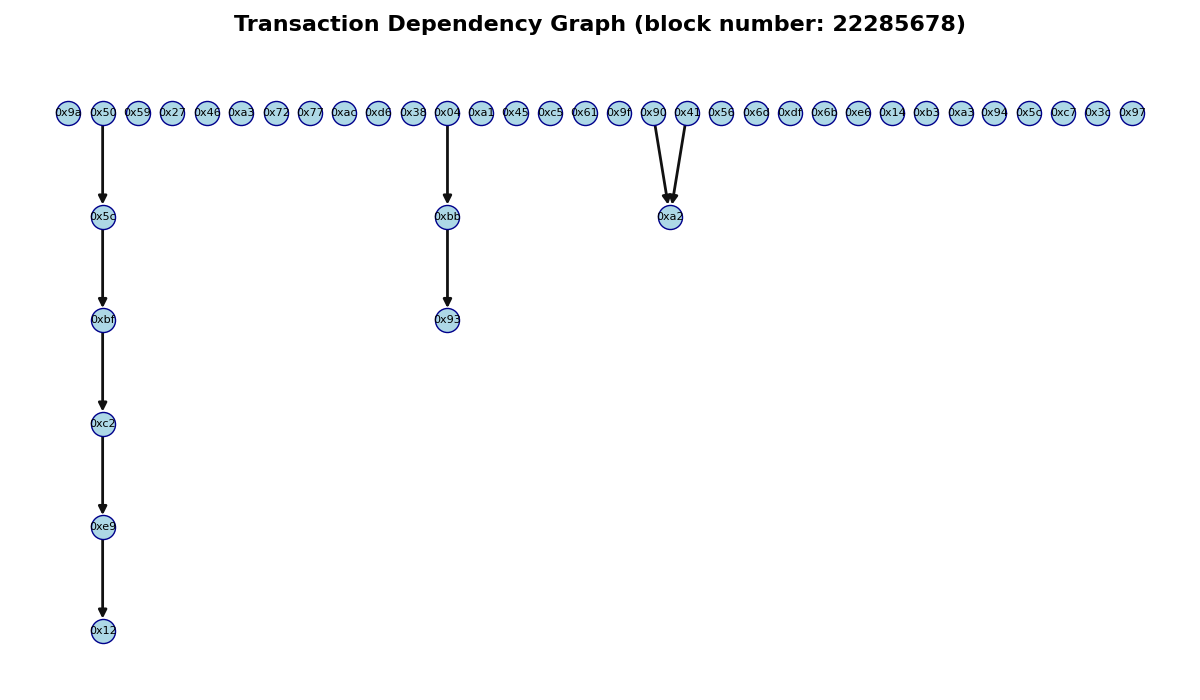 Transaction Dependency Graph (block number: 22285678)
0x9a 0x50 0x59 0x27 0x46 0xa3 0x72 0x77 0xac 0xd6 0x38 0x04 0xa1 0x45 0xc5 0x61 0x9f 0x90 0x41 0x56 0x6d 0xdf 0x6b 0xe6 0x14 0xb3 0xa3 0x94 0x5c 0xc7 0x3c 0x97
0x5c 0xbb 0xa2
0xbf 0x93
0xc2
0xe9
0x12